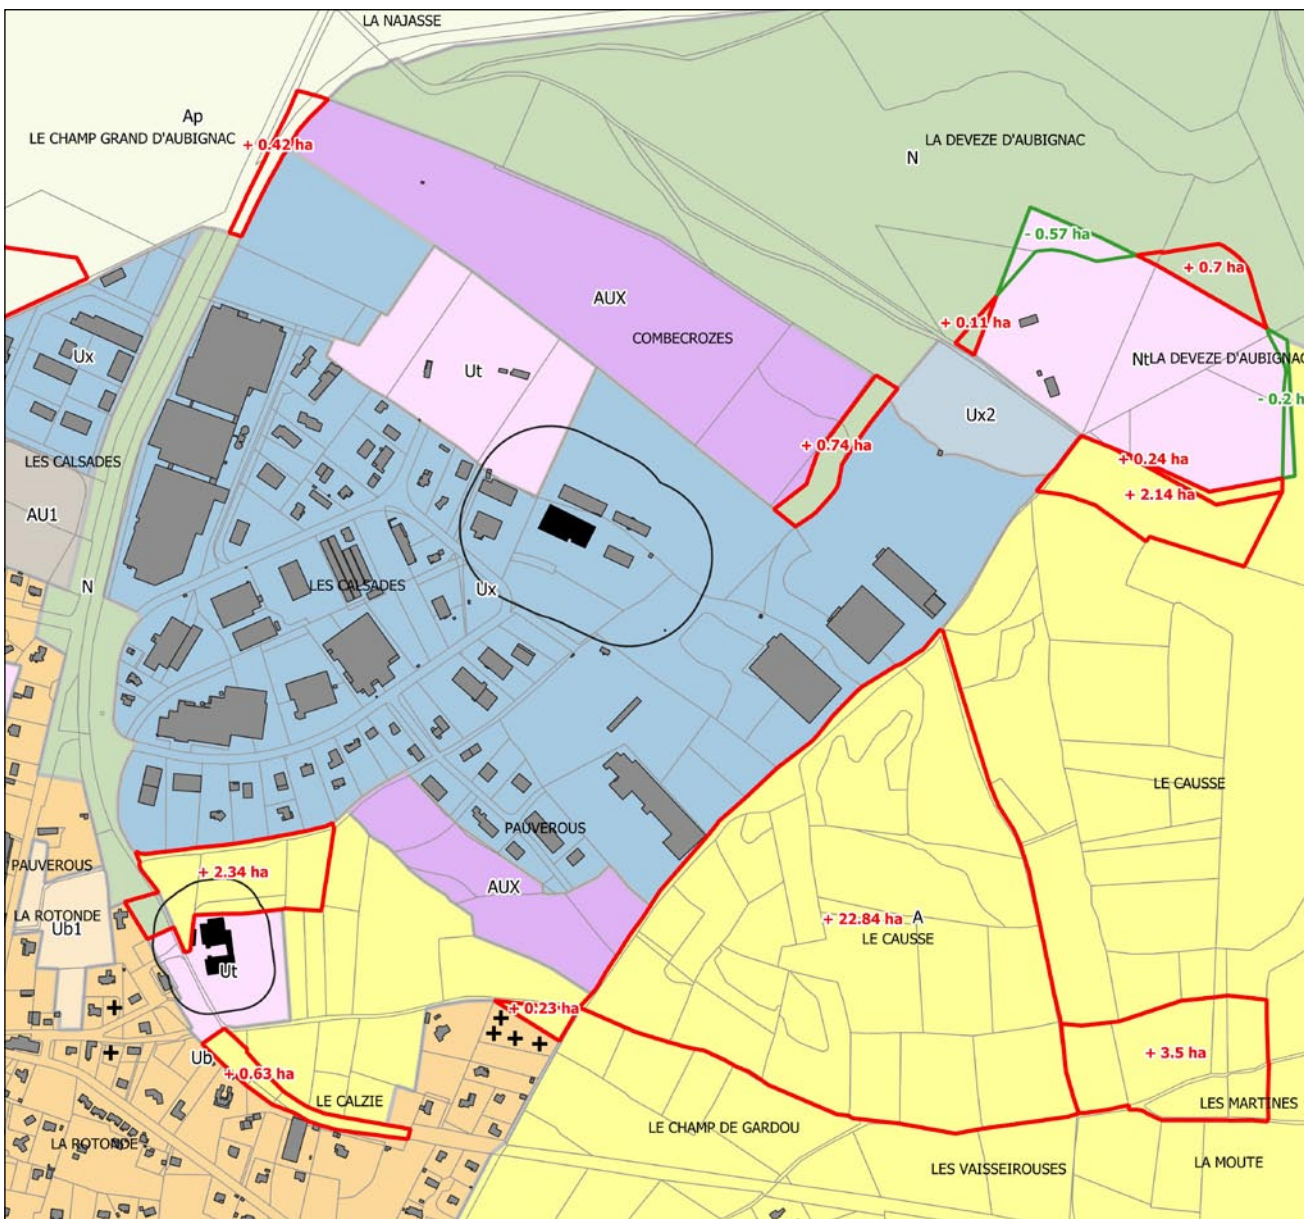 LA NAJASSE
Ap
LE CHAMP GRAND D'AUBIGNAC
+ 0.42 ha
LA DEVEZE D'AUBIGNAC
N
- 0.57 ha
+ 0.7 ha
AUX
+ 0.11 ha
COMBECROZES
Ux
Nt
LA DEVEZE D'AUBIGNAC
Ut
- 0.2 h
Ux2
+ 0.74 ha
LES CALSADES
+ 0.24 ha
+ 2.14 ha
AU1
N
LES CALSADES
Ux
LE CAUSSE
PAUVEROUS
PAUVEROUS
+ 2.34 ha
AUX
LA ROTONDE
Ub1
+ 22.84 ha
A
LE CAUSSE
Ut
+ 0.23 ha
Ub
+ 3.5 ha
+ 0.63 ha
LE CALZIE
LES MARTINES
LE CHAMP DE GARDOU
LA ROTONDE
LES VAISSEIROUSES
LA MOUTE